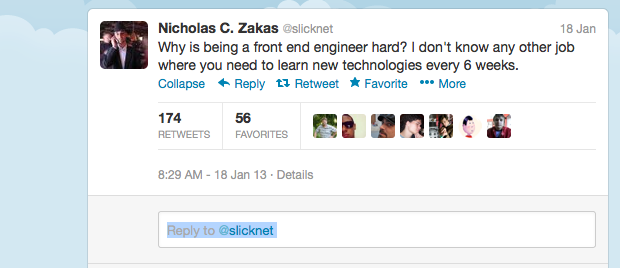 Nicholas C. Zakas @slicknet 18 Jan
Why is being a front end engineer hard? I don't know any other job
where you need to learn new technologies every 6 weeks.
Collapse Reply Retweet Favorite More
174 56
RETWEETS FAVORITES
8:29 AM - 18 Jan 13 · Details
Reply to @slicknet